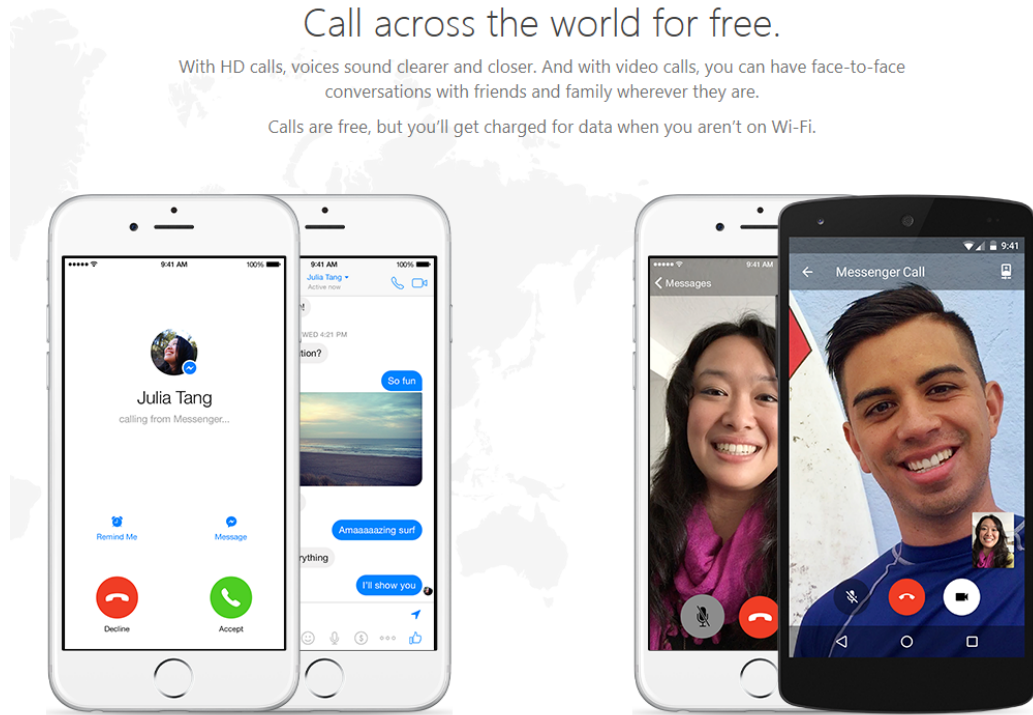 Call across the world for free.
With HD calls, voices sound clearer and closer. And with video calls, you can have face-to-face
conversations with friends and family wherever they are.
Calls are free, but you'll get charged for data when you aren't on Wi-Fi.
9:41 AM
100%
Julia Tang
calling from Messenger...
Remind Me
Message
Decline
Accept
9:41 AM
100%
Julia Tang
Active now
WED 4:21 PM
tion?
So fun
Amaaaaazing surf
rything
I'll show you
9:41 AM
Messages
9:41
Messenger Call